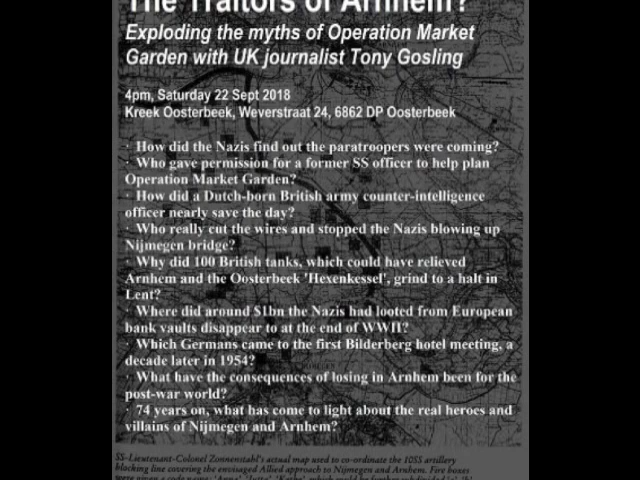 The Traitors of Arnhem?
Exploding the myths of Operation Market
Garden with UK journalist Tony Gosling
4pm, Saturday 22 Sept 2018
Kreek Oosterbeek, Weverstraat 24, 6862 DP Oosterbeek
· How did the Nazis find out the paratroopers were coming?
· Who gave permission for a former SS officer to help plan
Operation Market Garden?
· How did a Dutch-born British army counter-intelligence
officer nearly save the day?
· Who really cut the wires and stopped the Nazis blowing up
Nijmegen bridge?
· Why did 100 British tanks, which could have relieved
Arnhem and the Oosterbeek 'Hexenkessel', grind to a halt in
Lent?
· Where did around $1bn the Nazis had looted from European
bank vaults disappear to at the end of WWII?
· Which Germans came to the first Bilderberg hotel meeting, a
decade later in 1954?
· What have the consequences of losing in Arnhem been for the
post-war world?
· 74 years on, what has come to light about the real heroes and
villains of Nijmegen and Arnhem?
SS-Lieutenant-Colonel Zonnenstahl's actual map used to co-ordinate the 10SS artillery
blocking line covering the envisaged Allied approach to Nijmegen and Arnhem. Five boxes